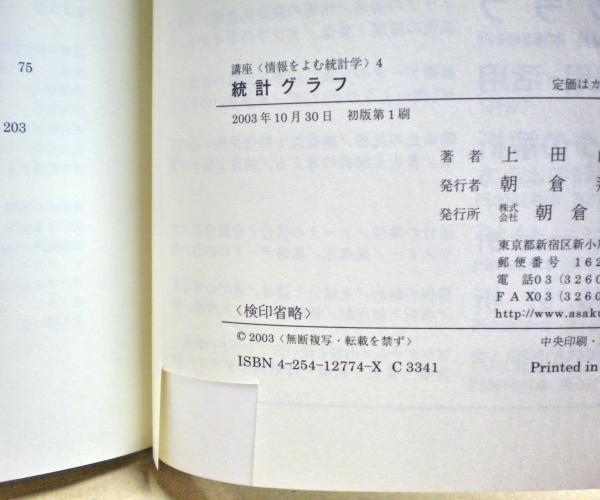 75
203
講座〈情報をよむ統計学〉4
統計グラフ
定価はカ
2003年10月30日 初版第1刷
著者 上田
発行者 朝倉
発行所 株式会社 朝倉
東京都新宿区新小
郵便番号 162
電話 03 (3260
FAX 03 (3260
http://www.asaku
〈検印省略〉
© 2003〈無断複写・転載を禁ず〉
中央印刷・
ISBN 4-254-12774-X C 3341
Printed in